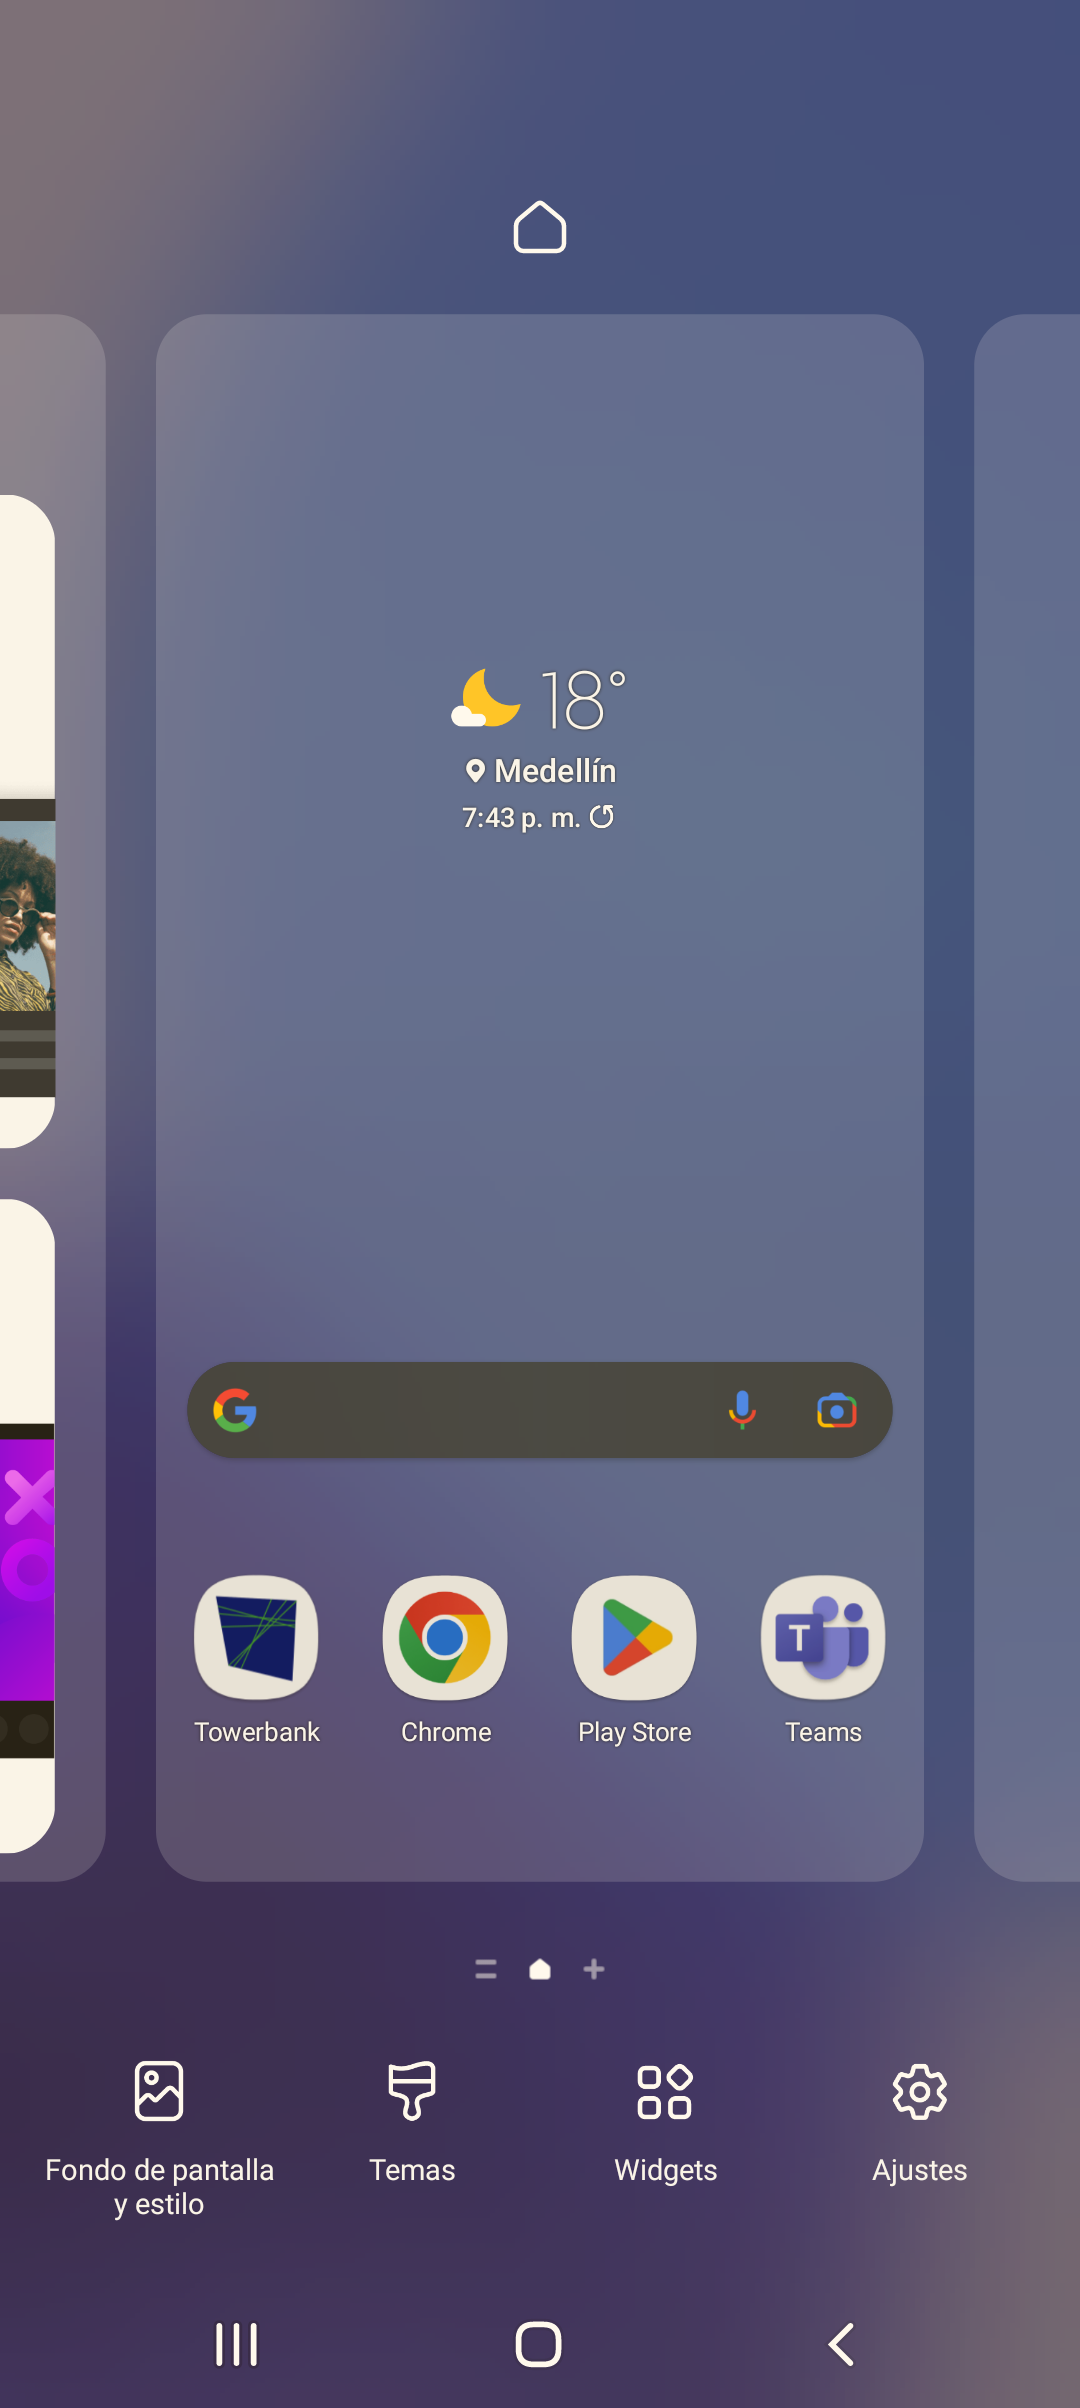 18°
Medellín
7:43 p. m.
Towerbank
Chrome
Play Store
Teams
Fondo de pantalla
y estilo
Temas
Widgets
Ajustes